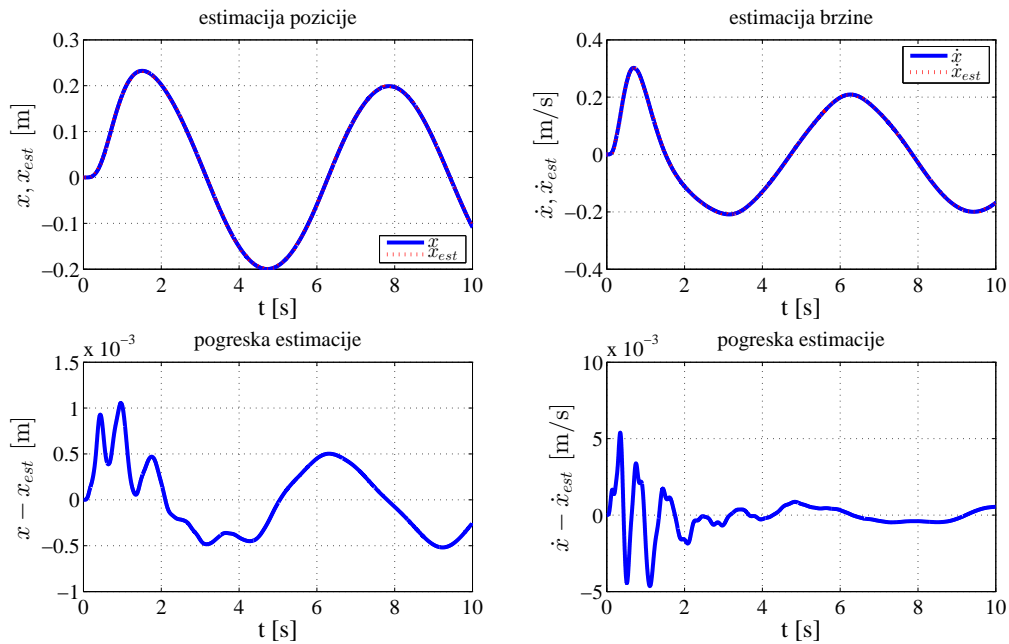 estimacija pozicije
0.3
0.2
0.1
0
−0.1
−0.2
x, x_est [m]
x
x_est
0 2 4 6 8 10
t [s]
estimacija brzine
0.4
0.2
0
−0.2
−0.4
ẋ, ẋ_est [m/s]
ẋ
ẋ_est
0 2 4 6 8 10
t [s]
pogreska estimacije
x 10⁻³
1.5
1
0.5
0
−0.5
−1
x − x_est [m]
0 2 4 6 8 10
t [s]
pogreska estimacije
x 10⁻³
10
5
0
−5
ẋ − ẋ_est [m/s]
0 2 4 6 8 10
t [s]